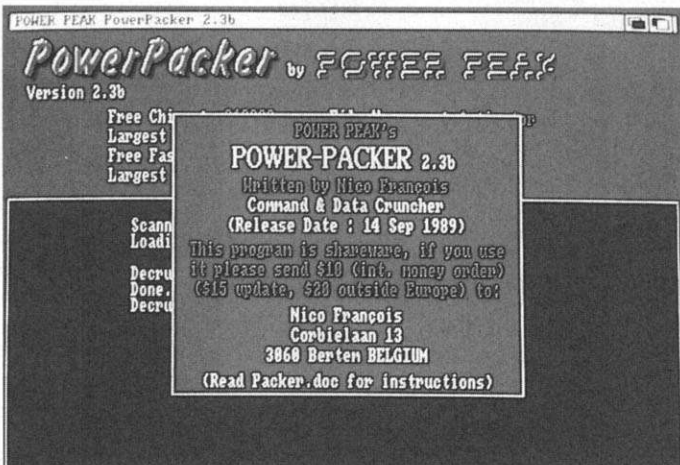 POWER PEAK PowerPacker 2.3b
PowerPacker by POWER PEAK
Version 2.3b
Free Chi
Largest
Free Fas
Largest
Scann
Loadi
Decru
Done.
Decru
POWER PEAK's
POWER-PACKER 2.3b
Written by Nico François
Command & Data Cruncher
(Release Date : 14 Sep 1989)
This program is shareware, if you use
it please send $10 (int. money order)
($15 update, $20 outside Europe) to:
Nico François
Corbielaan 13
3060 Bertem BELGIUM
(Read Packer.doc for instructions)